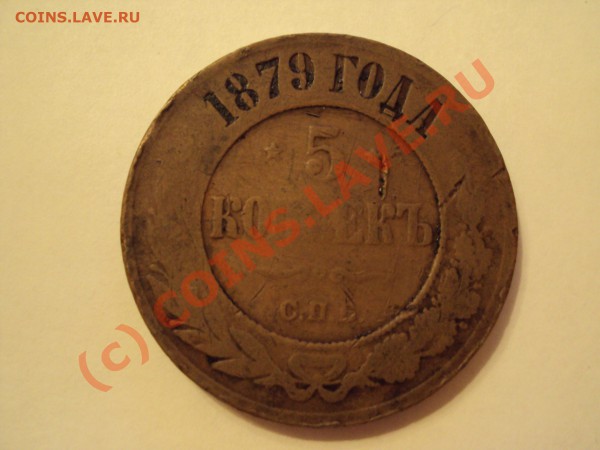 COINS.LAVE.RU
1879 ГОДА
5
КОПѢЕКЪ
С.П.Б.
(c) COINS.LAVE.RU